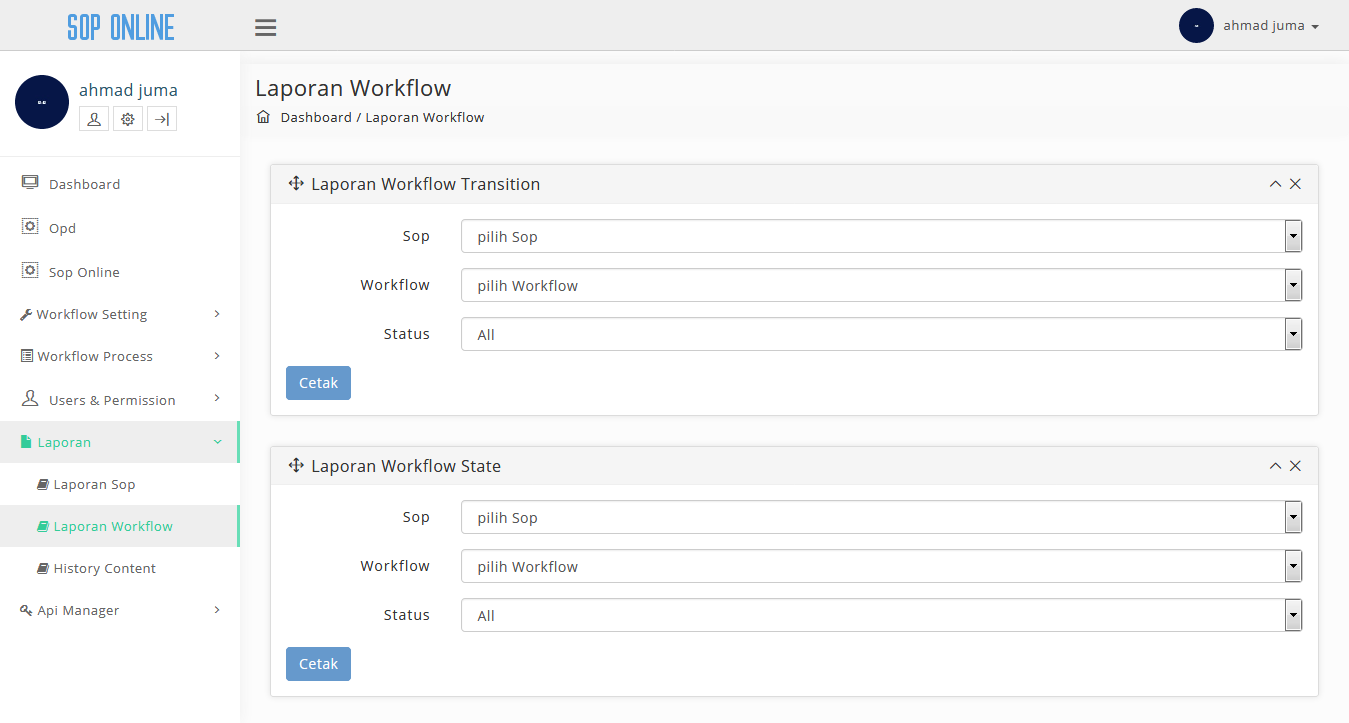 SOP ONLINE
ahmad juma
ahmad juma
Dashboard
Opd
Sop Online
Workflow Setting
Workflow Process
Users & Permission
Laporan
Laporan Sop
Laporan Workflow
History Content
Api Manager
Laporan Workflow
Dashboard / Laporan Workflow
Laporan Workflow Transition
Sop pilih Sop
Workflow pilih Workflow
Status All
Cetak
Laporan Workflow State
Sop pilih Sop
Workflow pilih Workflow
Status All
Cetak